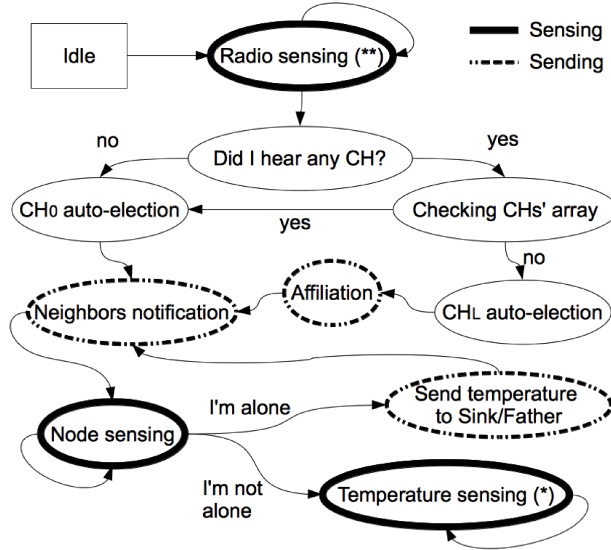 Idle
Radio sensing (**)
Sensing
Sending
no
Did I hear any CH?
yes
CH0 auto-election
yes
Checking CHs' array
no
Affiliation
Neighbors notification
CHL auto-election
I'm alone
Send temperature
to Sink/Father
Node sensing
I'm not
alone
Temperature sensing (*)